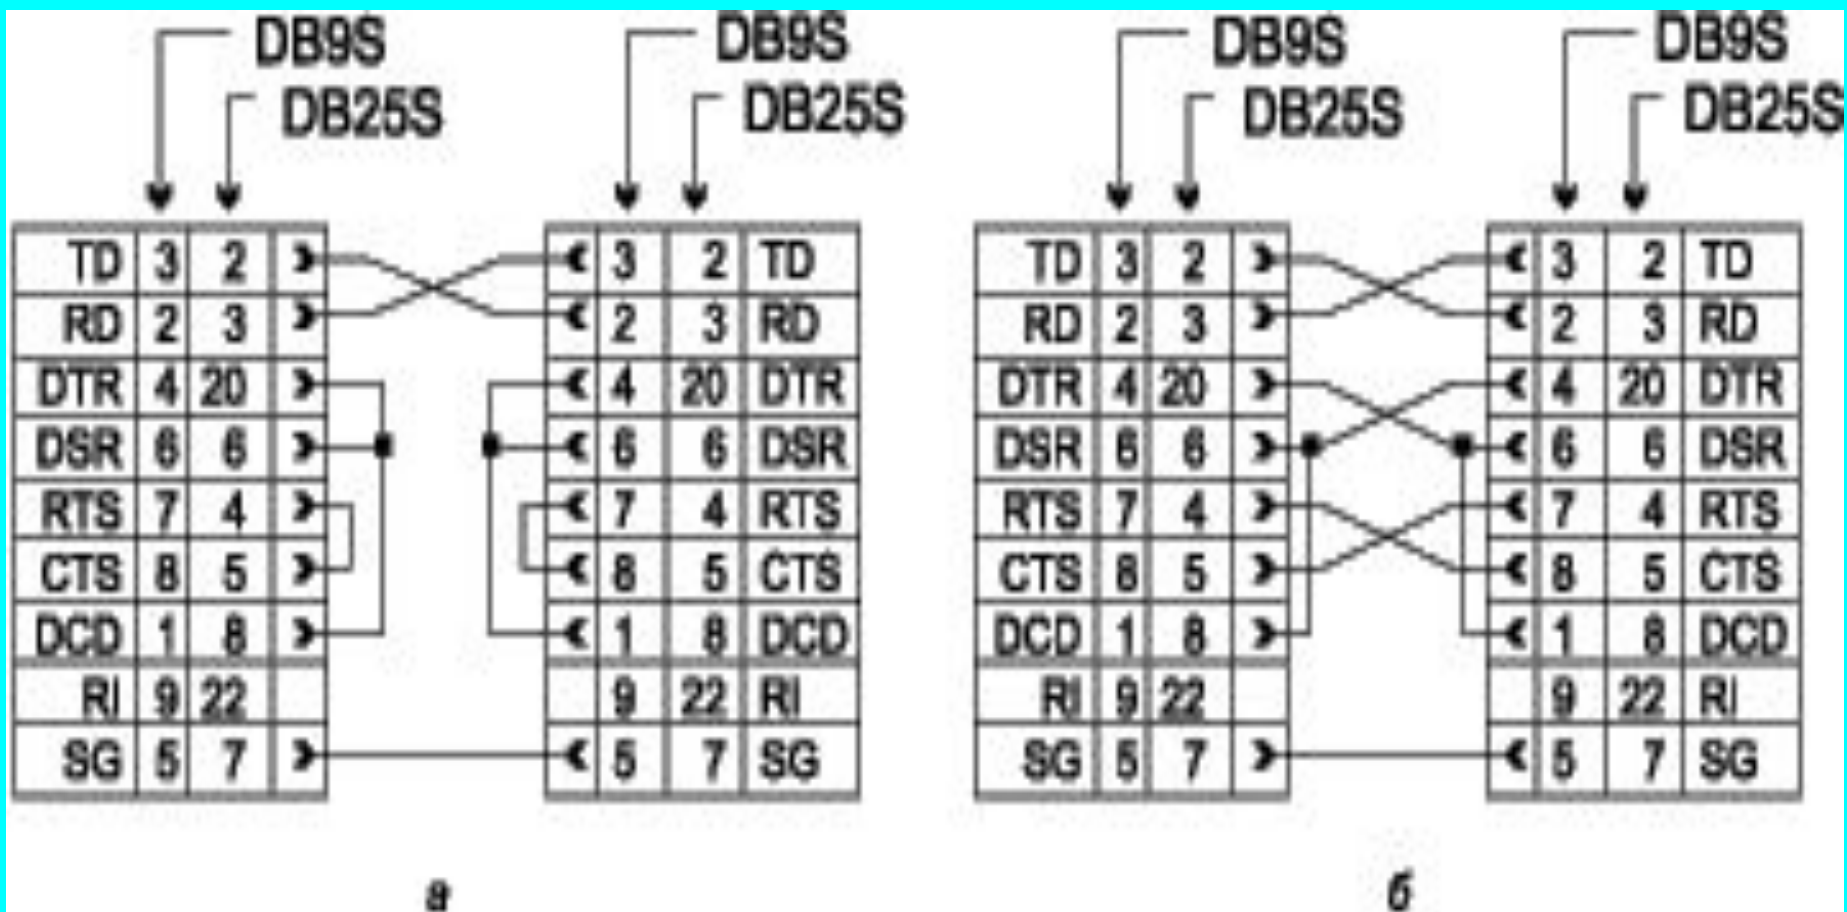 DB9S DB9S DB9S DB9S
DB25S DB25S DB25S DB25S
TD 3 2 3 2 TD TD 3 2 3 2 TD
RD 2 3 2 3 RD RD 2 3 2 3 RD
DTR 4 20 4 20 DTR DTR 4 20 4 20 DTR
DSR 6 6 6 6 DSR DSR 6 6 6 6 DSR
RTS 7 4 7 4 RTS RTS 7 4 7 4 RTS
CTS 8 5 8 5 CTS CTS 8 5 8 5 CTS
DCD 1 8 1 8 DCD DCD 1 8 1 8 DCD
RI 9 22 9 22 RI RI 9 22 9 22 RI
SG 5 7 5 7 SG SG 5 7 5 7 SG
а б